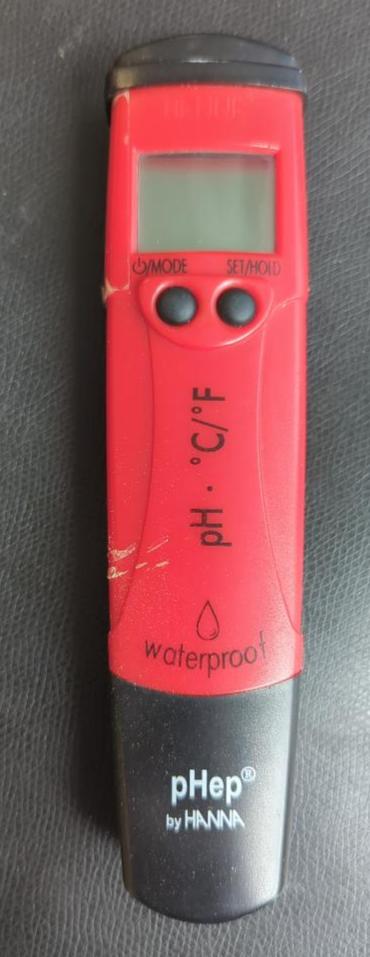 ⏻/MODE SET/HOLD
pH · °C/°F
waterproof
pHep®
by HANNA